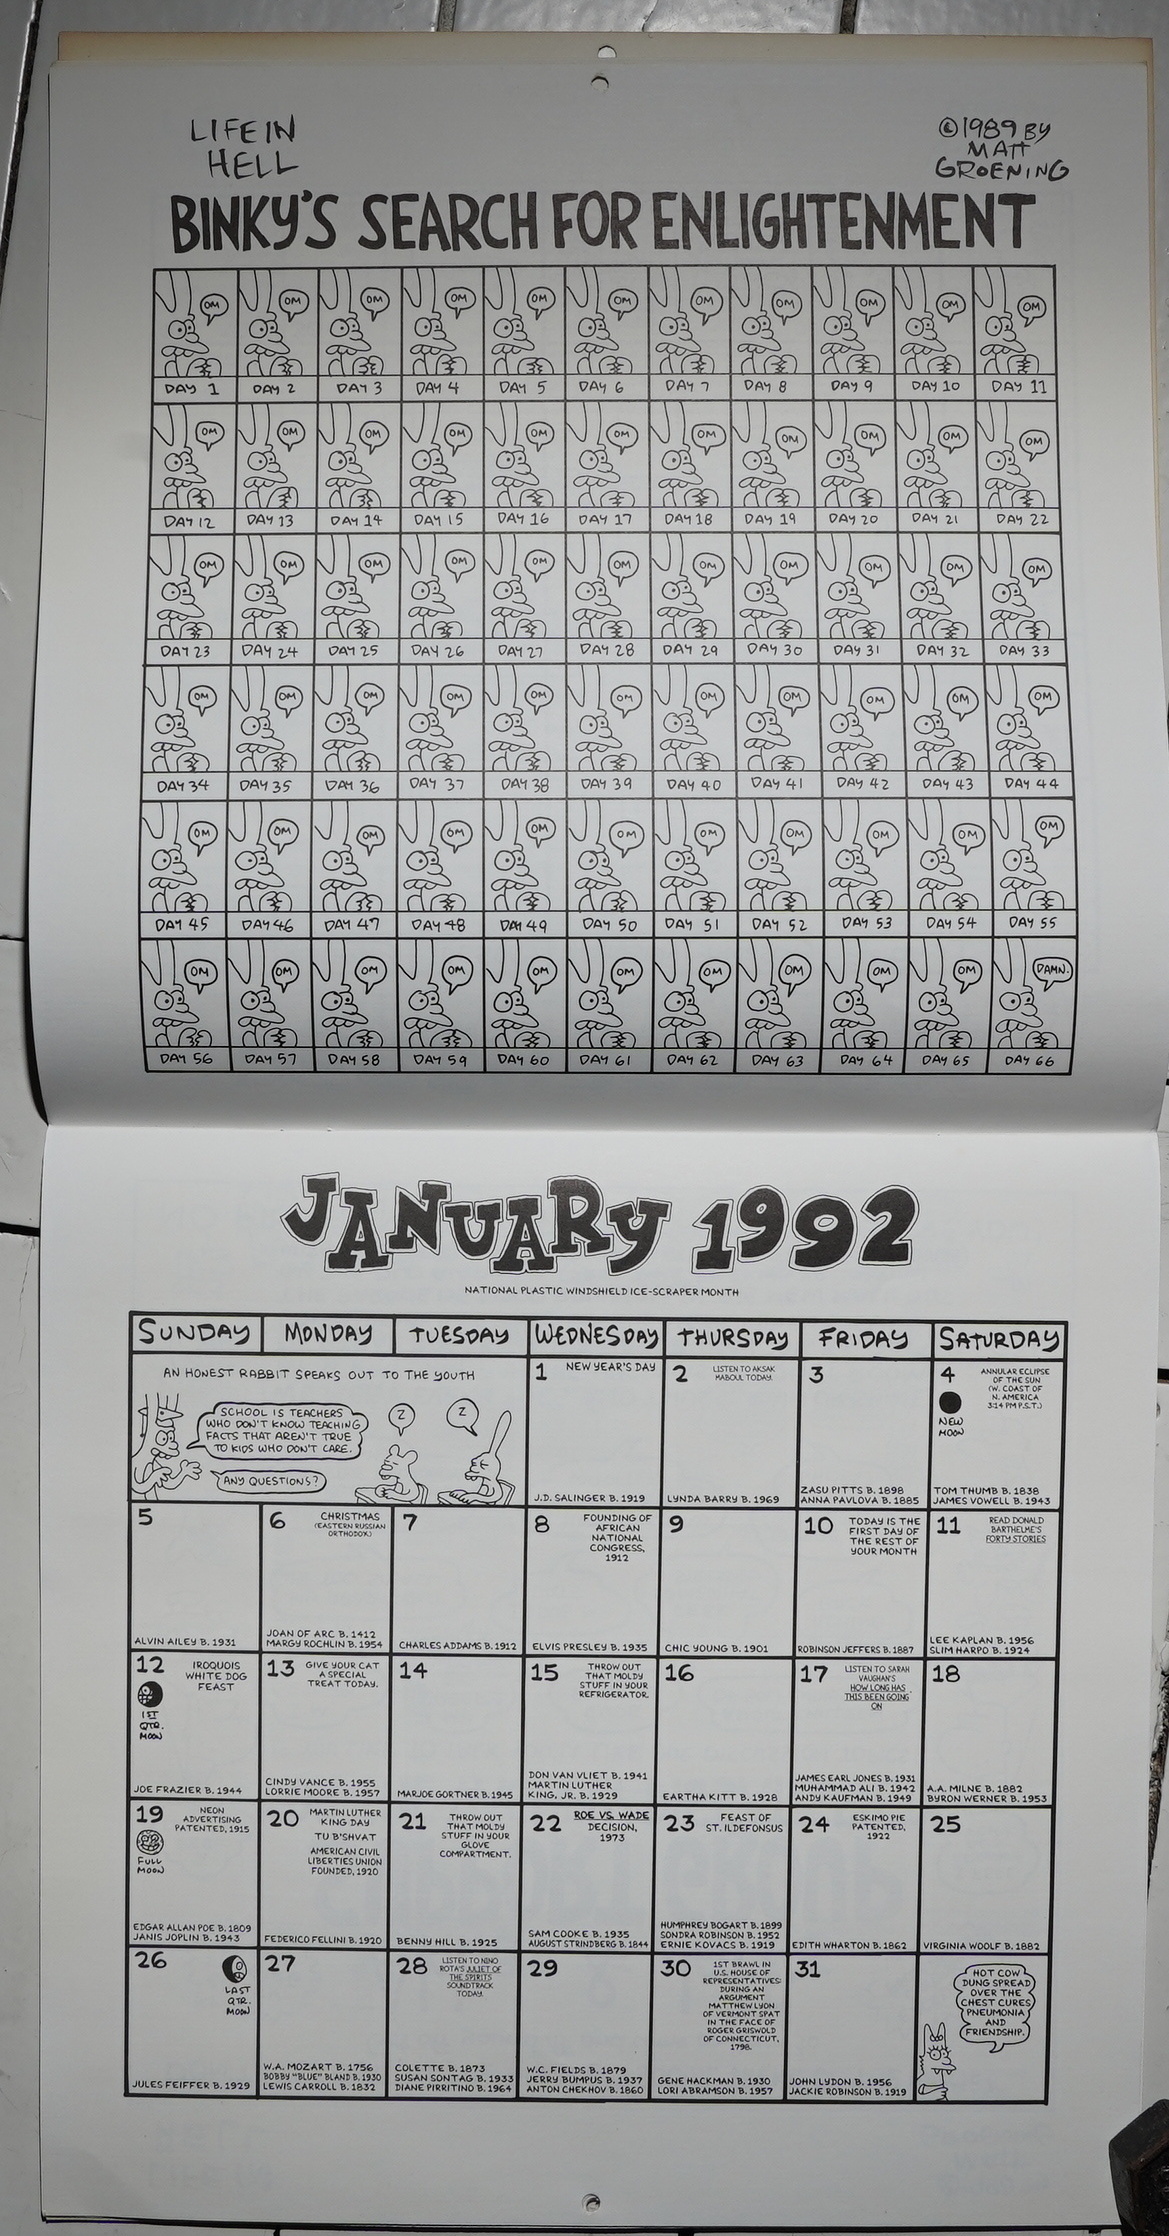 LIFE IN
HELL
©1989 BY
MATT
GROENING
BINKY'S SEARCH FOR ENLIGHTENMENT
OM OM OM OM OM OM OM OM OM OM OM
DAY 1 DAY 2 DAY 3 DAY 4 DAY 5 DAY 6 DAY 7 DAY 8 DAY 9 DAY 10 DAY 11
OM OM OM OM OM OM OM OM OM OM OM
DAY 12 DAY 13 DAY 14 DAY 15 DAY 16 DAY 17 DAY 18 DAY 19 DAY 20 DAY 21 DAY 22
OM OM OM OM OM OM OM OM OM OM OM
DAY 23 DAY 24 DAY 25 DAY 26 DAY 27 DAY 28 DAY 29 DAY 30 DAY 31 DAY 32 DAY 33
OM OM OM OM OM OM OM OM OM OM OM
DAY 34 DAY 35 DAY 36 DAY 37 DAY 38 DAY 39 DAY 40 DAY 41 DAY 42 DAY 43 DAY 44
OM OM OM OM OM OM OM OM OM OM OM
DAY 45 DAY 46 DAY 47 DAY 48 DAY 49 DAY 50 DAY 51 DAY 52 DAY 53 DAY 54 DAY 55
OM OM OM OM OM OM OM OM OM OM DAMN.
DAY 56 DAY 57 DAY 58 DAY 59 DAY 60 DAY 61 DAY 62 DAY 63 DAY 64 DAY 65 DAY 66
JANUARY 1992
NATIONAL PLASTIC WINDSHIELD ICE-SCRAPER MONTH
SUNDAY MONDAY TUESDAY WEDNESDAY THURSDAY FRIDAY SATURDAY
AN HONEST RABBIT SPEAKS OUT TO THE YOUTH
SCHOOL IS TEACHERS
WHO DON'T KNOW TEACHING
FACTS THAT AREN'T TRUE
TO KIDS WHO DON'T CARE.
ANY QUESTIONS?
Z
Z
1 NEW YEAR'S DAY
J.D. SALINGER B. 1919
2 LISTEN TO AKSAK
MABOUL TODAY.
LYNDA BARRY B. 1969
3
ZASU PITTS B. 1898
ANNA PAVLOVA B. 1885
4 ANNULAR ECLIPSE
OF THE SUN
(W. COAST OF
N. AMERICA
3:14 PM P.S.T.)
NEW
MOON
TOM THUMB B. 1838
JAMES VOWELL B. 1943
5
ALVIN AILEY B. 1931
6 CHRISTMAS
(EASTERN RUSSIAN
ORTHODOX)
JOAN OF ARC B. 1412
MARGY ROCHLIN B. 1954
7
CHARLES ADDAMS B. 1912
8 FOUNDING OF
AFRICAN
NATIONAL
CONGRESS,
1912
ELVIS PRESLEY B. 1935
9
CHIC YOUNG B. 1901
10 TODAY IS THE
FIRST DAY OF
THE REST OF
YOUR MONTH
ROBINSON JEFFERS B. 1887
11 READ DONALD
BARTHELME'S
FORTY STORIES
LEE KAPLAN B. 1956
SLIM HARPO B. 1924
12 IROQUOIS
WHITE DOG
FEAST
1ST
QTR.
MOON
JOE FRAZIER B. 1944
13 GIVE YOUR CAT
A SPECIAL
TREAT TODAY.
CINDY VANCE B. 1955
LORRIE MOORE B. 1957
14
MARJOE GORTNER B. 1945
15 THROW OUT
THAT MOLDY
STUFF IN YOUR
REFRIGERATOR.
DON VAN VLIET B. 1941
MARTIN LUTHER
KING, JR. B. 1929
16
EARTHA KITT B. 1928
17 LISTEN TO SARAH
VAUGHAN'S
HOW LONG HAS
THIS BEEN GOING
ON
JAMES EARL JONES B. 1931
MUHAMMAD ALI B. 1942
ANDY KAUFMAN B. 1949
18
A.A. MILNE B. 1882
BYRON WERNER B. 1953
19 NEON
ADVERTISING
PATENTED, 1915
FULL
MOON
EDGAR ALLAN POE B. 1809
JANIS JOPLIN B. 1943
20 MARTIN LUTHER
KING DAY
TU B'SHVAT
AMERICAN CIVIL
LIBERTIES UNION
FOUNDED, 1920
FEDERICO FELLINI B. 1920
21 THROW OUT
THAT MOLDY
STUFF IN YOUR
GLOVE
COMPARTMENT.
BENNY HILL B. 1925
22 ROE VS. WADE
DECISION,
1973
SAM COOKE B. 1935
AUGUST STRINDBERG B. 1844
23 FEAST OF
ST. ILDEFONSUS
HUMPHREY BOGART B. 1899
SONDRA ROBINSON B. 1952
ERNIE KOVACS B. 1919
24 ESKIMO PIE
PATENTED,
1922
EDITH WHARTON B. 1862
25
VIRGINIA WOOLF B. 1882
26
LAST
QTR.
MOON
JULES FEIFFER B. 1929
27
W.A. MOZART B. 1756
BOBBY "BLUE" BLAND B. 1930
LEWIS CARROLL B. 1832
28 LISTEN TO NINO
ROTA'S JULIET OF
THE SPIRITS
SOUNDTRACK
TODAY.
COLETTE B. 1873
SUSAN SONTAG B. 1933
DIANE PIRRITINO B. 1964
29
W.C. FIELDS B. 1879
JERRY BUMPUS B. 1937
ANTON CHEKHOV B. 1860
30 1ST BRAWL IN
U.S. HOUSE OF
REPRESENTATIVES:
DURING AN
ARGUMENT
MATTHEW LYON
OF VERMONT SPAT
IN THE FACE OF
ROGER GRISWOLD
OF CONNECTICUT,
1798.
GENE HACKMAN B. 1930
LORI ABRAMSON B. 1957
31
JOHN LYDON B. 1956
JACKIE ROBINSON B. 1919
HOT COW
DUNG SPREAD
OVER THE
CHEST CURES
PNEUMONIA
AND
FRIENDSHIP.